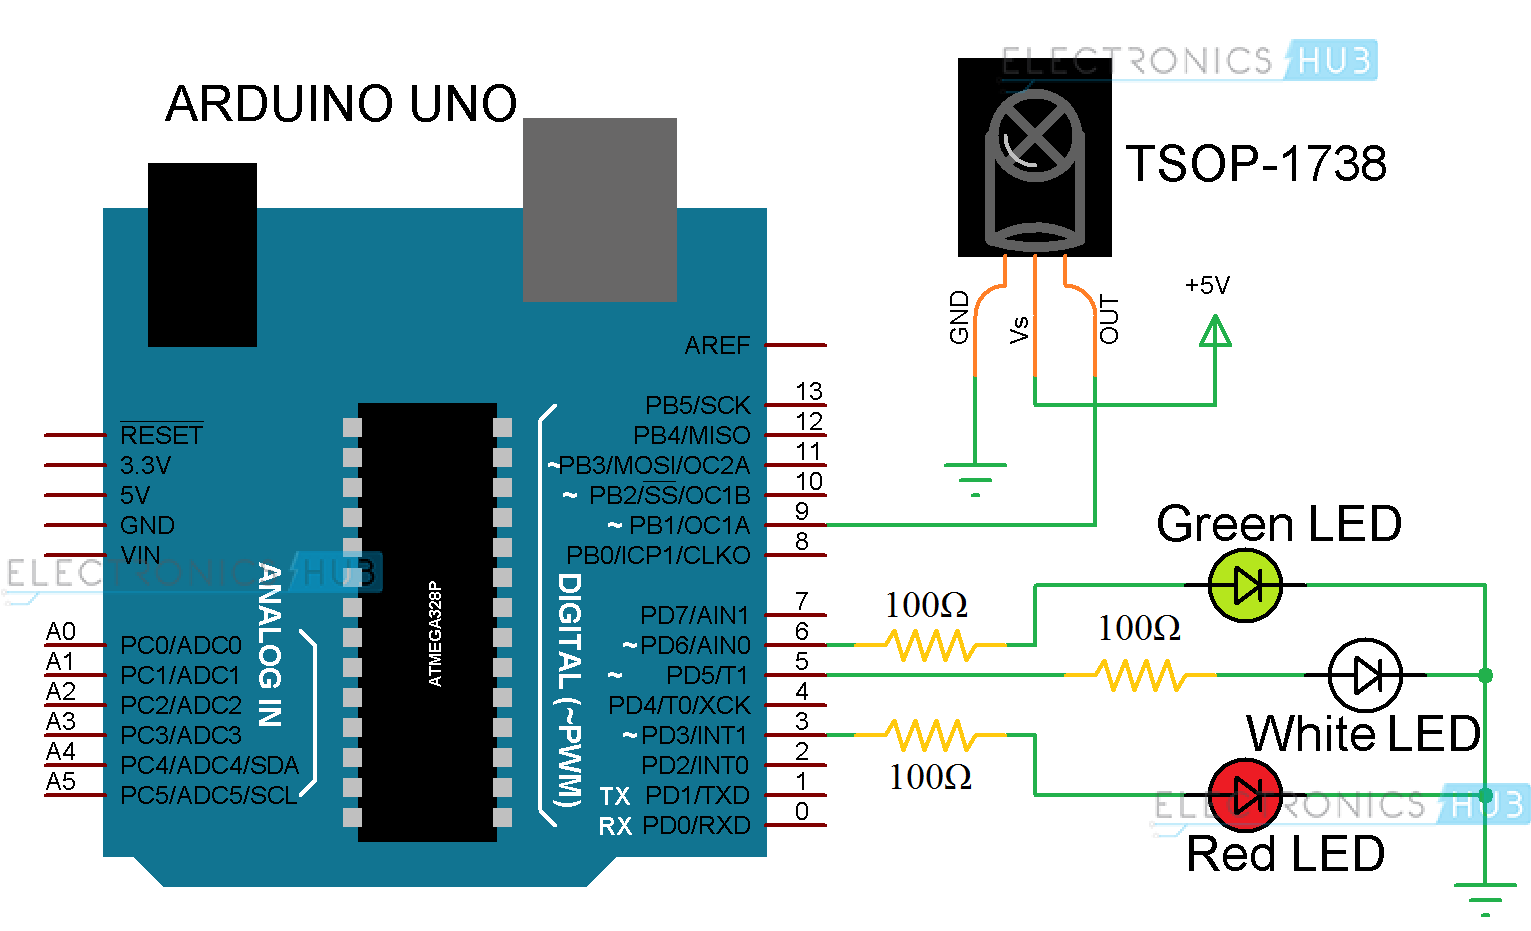 ELECTRONICS HUB
ARDUINO UNO
TSOP-1738
GND
Vs
OUT
+5V
AREF
PB5/SCK 13
PB4/MISO 12
~PB3/MOSI/OC2A 11
~ PB2/SS/OC1B 10
~ PB1/OC1A 9
PB0/ICP1/CLKO 8
PD7/AIN1 7
~PD6/AIN0 6
~ PD5/T1 5
PD4/T0/XCK 4
~PD3/INT1 3
PD2/INT0 2
TX PD1/TXD 1
RX PD0/RXD 0
RESET
3.3V
5V
GND
VIN
ELECTRONICS HUB
A0 PC0/ADC0
A1 PC1/ADC1
A2 PC2/ADC2
A3 PC3/ADC3
A4 PC4/ADC4/SDA
A5 PC5/ADC5/SCL
ANALOG IN
ATMEGA328P
DIGITAL (~PWM)
Green LED
100Ω
100Ω
White LED
100Ω
ELECTRONICS HUB
Red LED